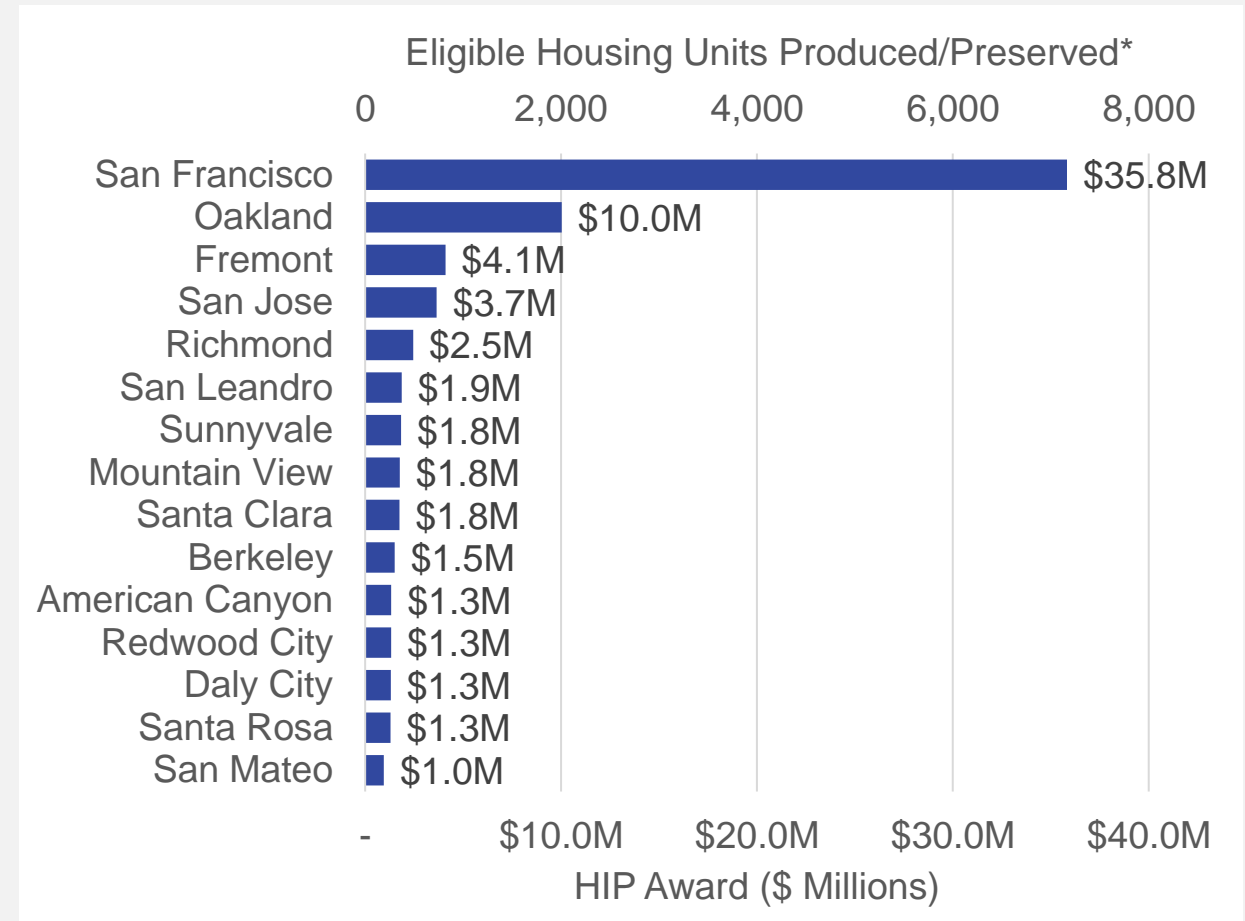 Eligible Housing Units Produced/Preserved*
0 2,000 4,000 6,000 8,000
San Francisco $35.8M
Oakland $10.0M
Fremont $4.1M
San Jose $3.7M
Richmond $2.5M
San Leandro $1.9M
Sunnyvale $1.8M
Mountain View $1.8M
Santa Clara $1.8M
Berkeley $1.5M
American Canyon $1.3M
Redwood City $1.3M
Daly City $1.3M
Santa Rosa $1.3M
San Mateo $1.0M
- $10.0M $20.0M $30.0M $40.0M
HIP Award ($ Millions)